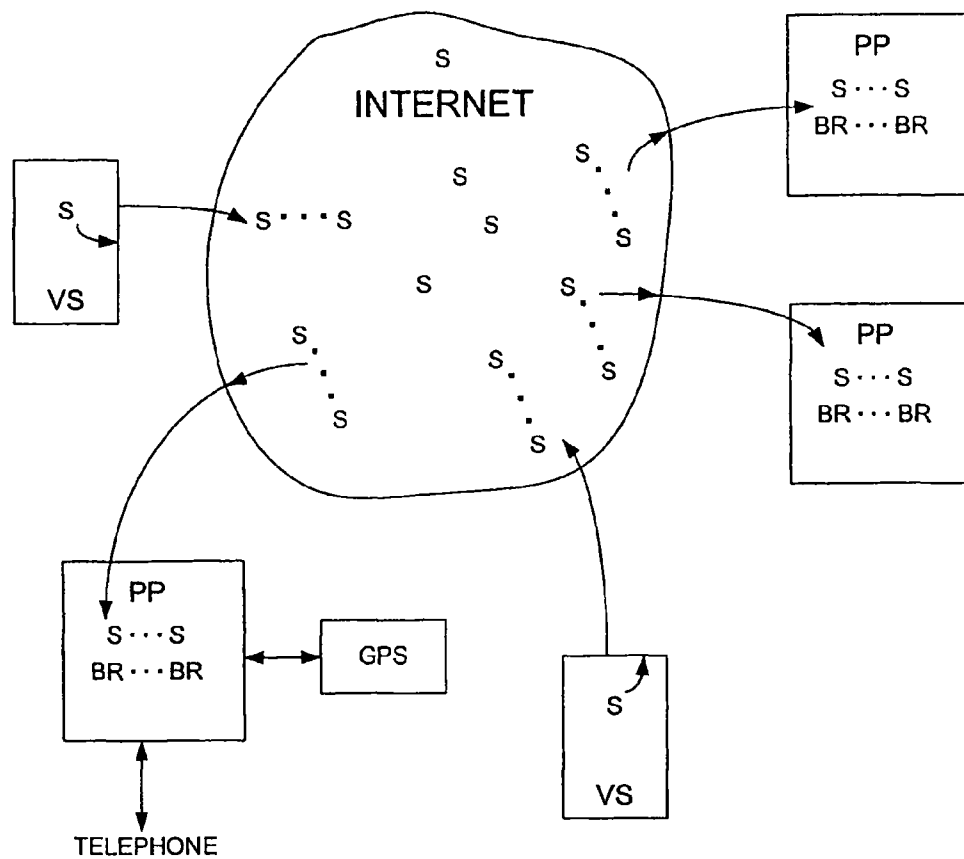 S
INTERNET
PP
S···S
BR···BR
S
S
S
VS
S···S
S
S
.
.
.
S
S
S
.
.
.
S
PP
S···S
BR···BR
S
.
.
.
S
S
.
.
.
S
PP
S···S
BR···BR
GPS
TELEPHONE
S
VS